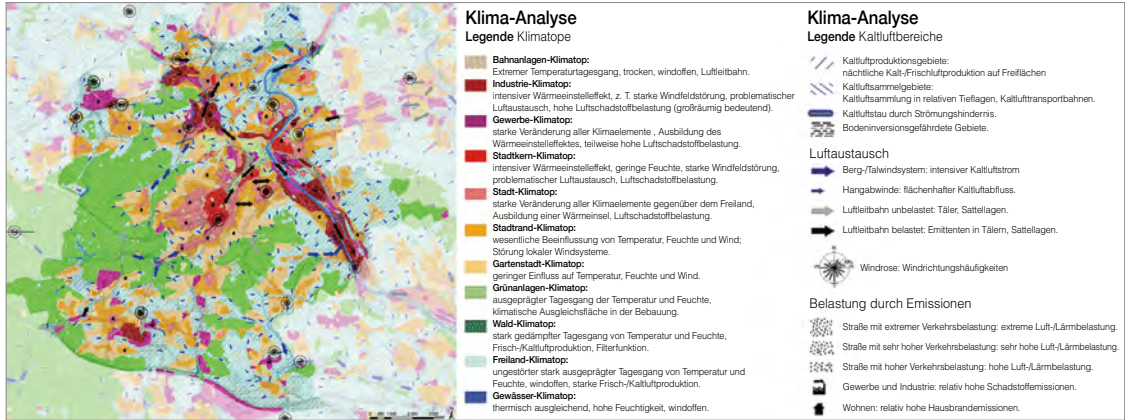 Klima-Analyse
Legende Klimatope
Bahnanlagen-Klimatop:
Extremer Temperaturtagesgang, trocken, windoffen, Luftleitbahn.
Industrie-Klimatop:
intensiver Wärmeeinstelleffekt, z. T. starke Windfeldstörung, problematischer
Luftaustausch, hohe Luftschadstoffbelastung (großräumig bedeutend).
Gewerbe-Klimatop:
starke Veränderung aller Klimaelemente , Ausbildung des
Wärmeeinstelleffektes, teilweise hohe Luftschadstoffbelastung.
Stadtkern-Klimatop:
intensiver Wärmeeinstelleffekt, geringe Feuchte, starke Windfeldstörung,
problematischer Luftaustausch, Luftschadstoffbelastung.
Stadt-Klimatop:
starke Veränderung aller Klimaelemente gegenüber dem Freiland,
Ausbildung einer Wärmeinsel, Luftschadstoffbelastung.
Stadtrand-Klimatop:
wesentliche Beeinflussung von Temperatur, Feuchte und Wind;
Störung lokaler Windsysteme.
Gartenstadt-Klimatop:
geringer Einfluss auf Temperatur, Feuchte und Wind.
Grünanlagen-Klimatop:
ausgeprägter Tagesgang der Temperatur und Feuchte,
klimatische Ausgleichsfläche in der Bebauung.
Wald-Klimatop:
stark gedämpfter Tagesgang von Temperatur und Feuchte,
Frisch-/Kaltluftproduktion, Filterfunktion.
Freiland-Klimatop:
ungestörter stark ausgeprägter Tagesgang von Temperatur und
Feuchte, windoffen, starke Frisch-/Kaltluftproduktion.
Gewässer-Klimatop:
thermisch ausgleichend, hohe Feuchtigkeit, windoffen.
Klima-Analyse
Legende Kaltluftbereiche
Kaltluftproduktionsgebiete:
nächtliche Kalt-/Frischluftproduktion auf Freiflächen
Kaltluftsammelgebiete:
Kaltluftsammlung in relativen Tieflagen, Kaltlufttransportbahnen.
Kaltluftstau durch Strömungshindernis.
Bodeninversionsgefährdete Gebiete.
Luftaustausch
Berg-/Talwindsystem: intensiver Kaltluftstrom
Hangabwinde: flächenhafter Kaltluftabfluss.
Luftleitbahn unbelastet: Täler, Sattellagen.
Luftleitbahn belastet: Emittenten in Tälern, Sattellagen.
Windrose: Windrichtungshäufigkeiten
Belastung durch Emissionen
Straße mit extremer Verkehrsbelastung: extreme Luft-/Lärmbelastung.
Straße mit sehr hoher Verkehrsbelastung: sehr hohe Luft-/Lärmbelastung.
Straße mit hoher Verkehrsbelastung: hohe Luft-/Lärmbelastung.
Gewerbe und Industrie: relativ hohe Schadstoffemissionen.
Wohnen: relativ hohe Hausbrandemissionen.